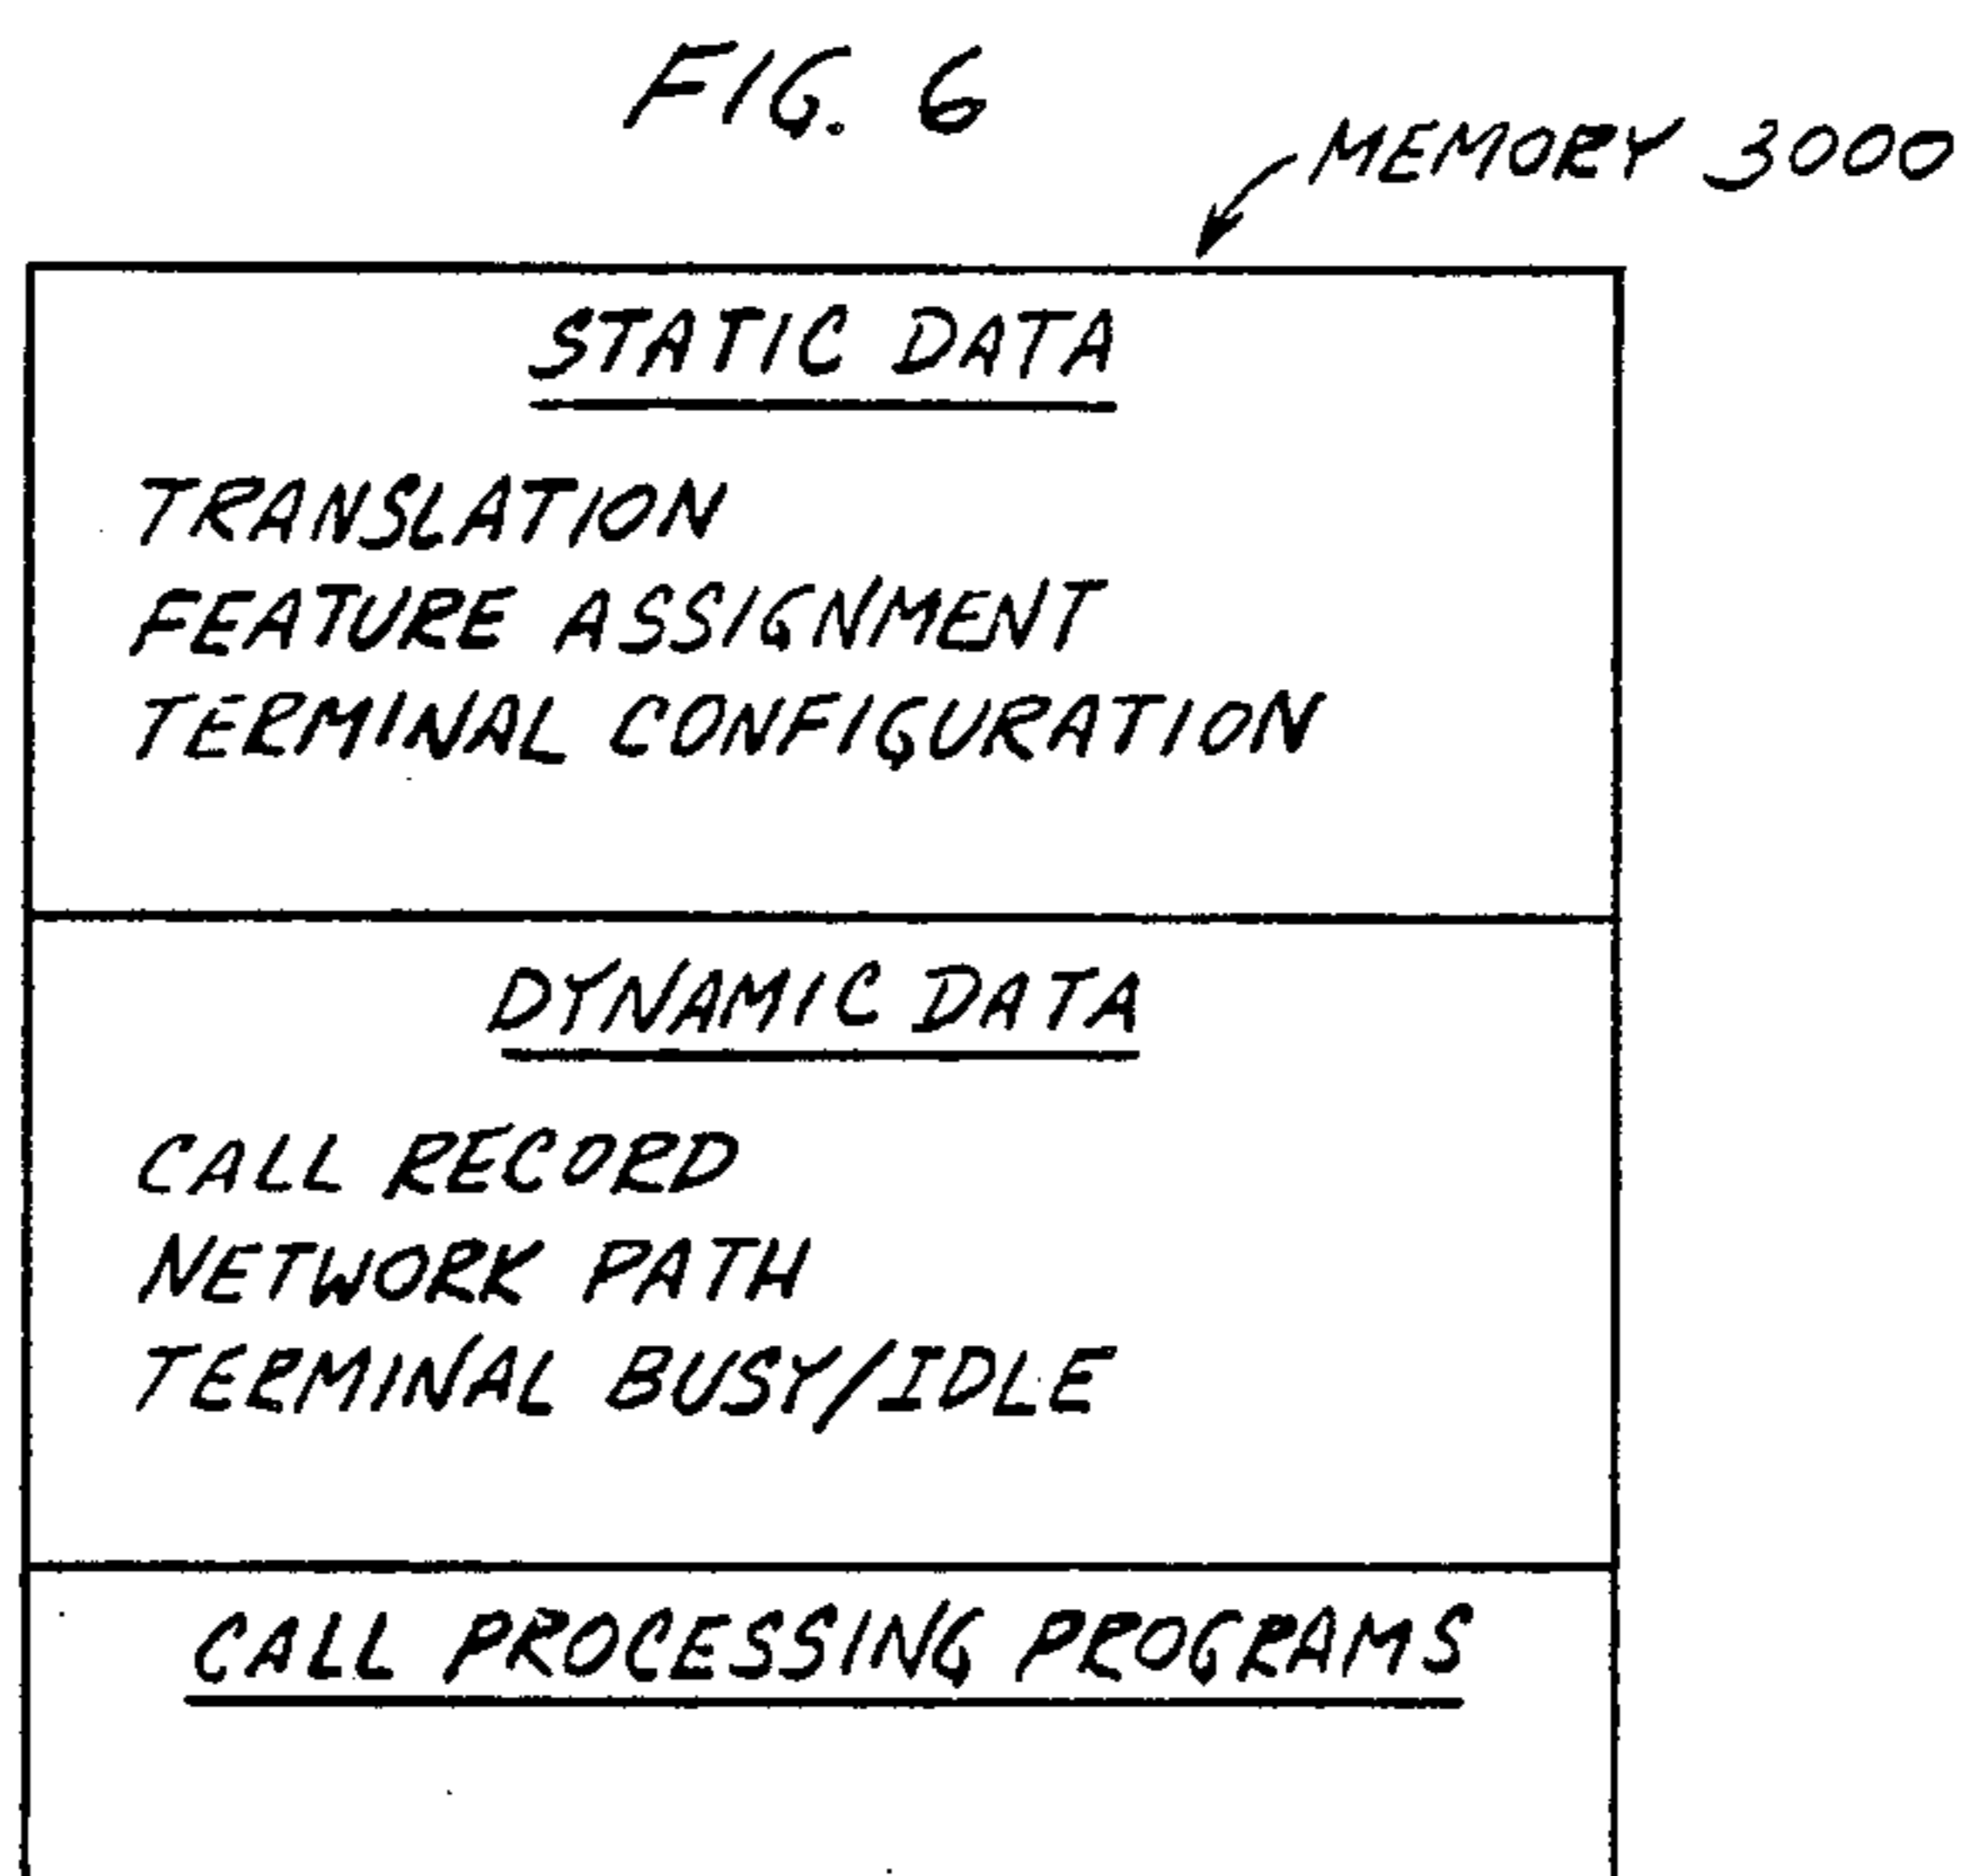 FIG. 6
MEMORY 3000
STATIC DATA
TRANSLATION
FEATURE ASSIGNMENT
TERMINAL CONFIGURATION
DYNAMIC DATA
CALL RECORD
NETWORK PATH
TERMINAL BUSY/IDLE
CALL PROCESSING PROGRAMS